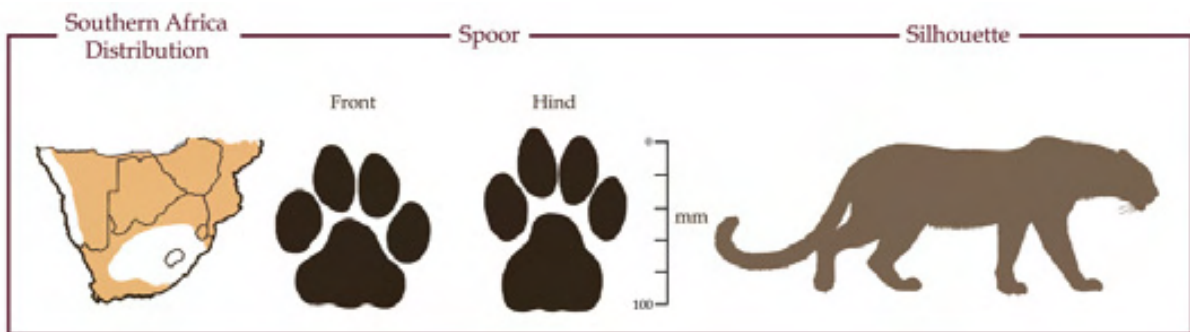 Southern Africa
Distribution
Spoor
Silhouette
Front
Hind
0
mm
100